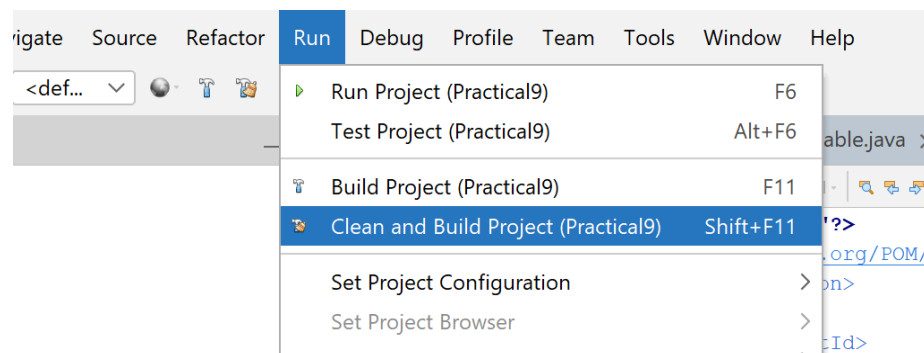 vigate Source Refactor Run Debug Profile Team Tools Window Help
<def...
Run Project (Practical9) F6
Test Project (Practical9) Alt+F6
able.java
Build Project (Practical9) F11
Clean and Build Project (Practical9) Shift+F11
'?>
.org/POM/
Set Project Configuration
on>
Set Project Browser
tId>